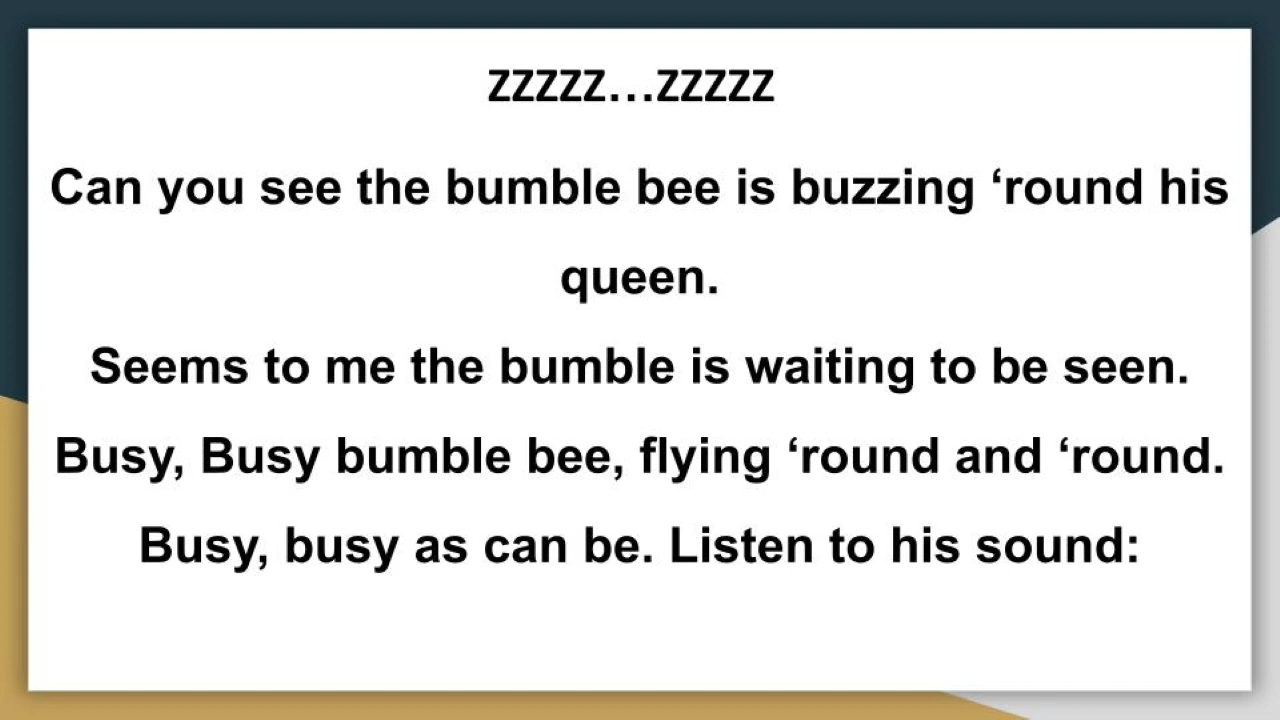 ZZZZZ…ZZZZZ
Can you see the bumble bee is buzzing ‘round his
queen.
Seems to me the bumble is waiting to be seen.
Busy, Busy bumble bee, flying ‘round and ‘round.
Busy, busy as can be. Listen to his sound: